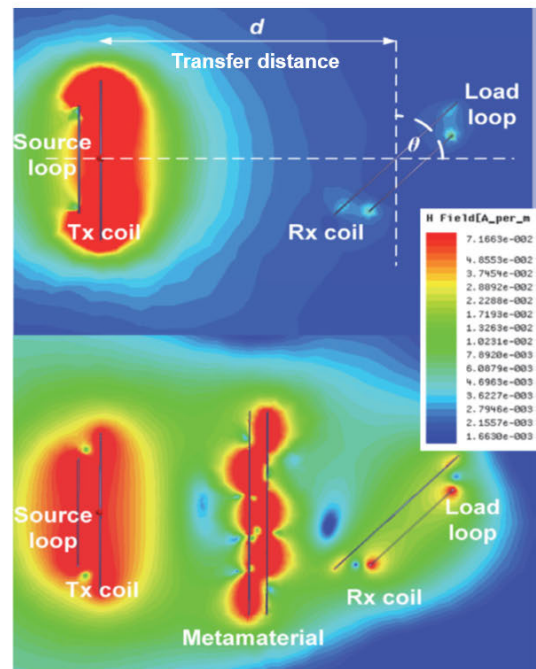 d
Transfer distance
Load
loop
θ
Source
loop
Tx coil
Rx coil
H Field[A_per_m
7.1663e-002
4.8553e-002
3.7454e-002
2.8892e-002
2.2288e-002
1.7193e-002
1.3263e-002
1.0231e-002
7.8920e-003
6.0879e-003
4.6963e-003
3.6227e-003
2.7946e-003
2.1557e-003
1.6630e-003
Source
loop
Tx coil
Metamaterial
Load
loop
Rx coil